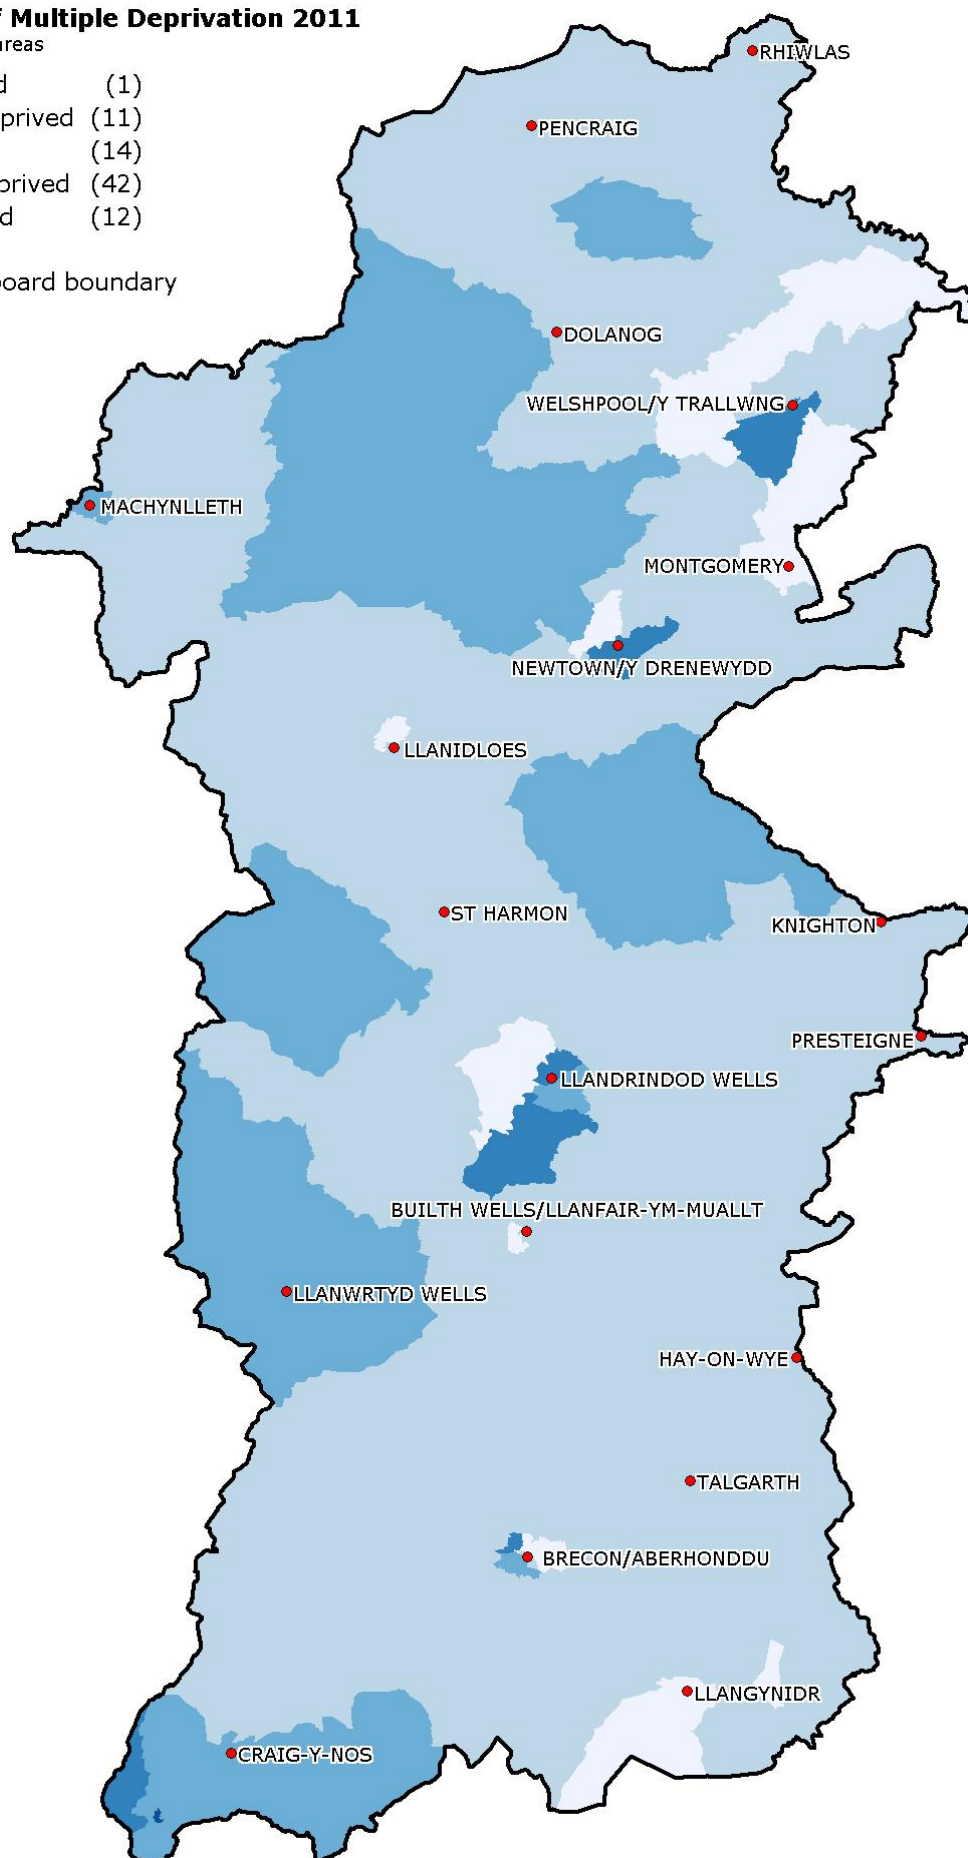 Multiple Deprivation 2011
reas
d (1)
prived (11)
(14)
prived (42)
d (12)
oard boundary
RHIWLAS
PENCRAIG
DOLANOG
WELSHPOOL/Y TRALLWNG
MACHYNLLETH
MONTGOMERY
NEWTOWN/Y DRENEWYDD
LLANIDLOES
ST HARMON
KNIGHTON
PRESTEIGNE
LLANDRINDOD WELLS
BUILTH WELLS/LLANFAIR-YM-MUALLT
LLANWRTYD WELLS
HAY-ON-WYE
TALGARTH
BRECON/ABERHONDDU
LLANGYNIDR
CRAIG-Y-NOS